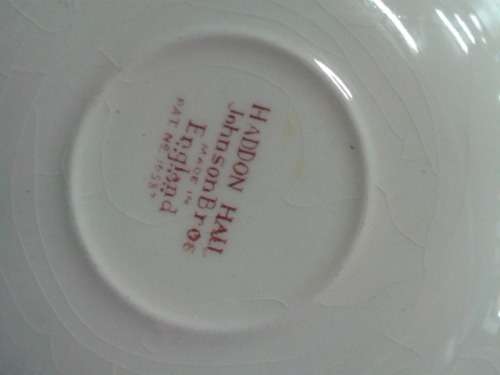 HADDON HALL
Johnson Bros
MADE IN
England
PAT. NO.